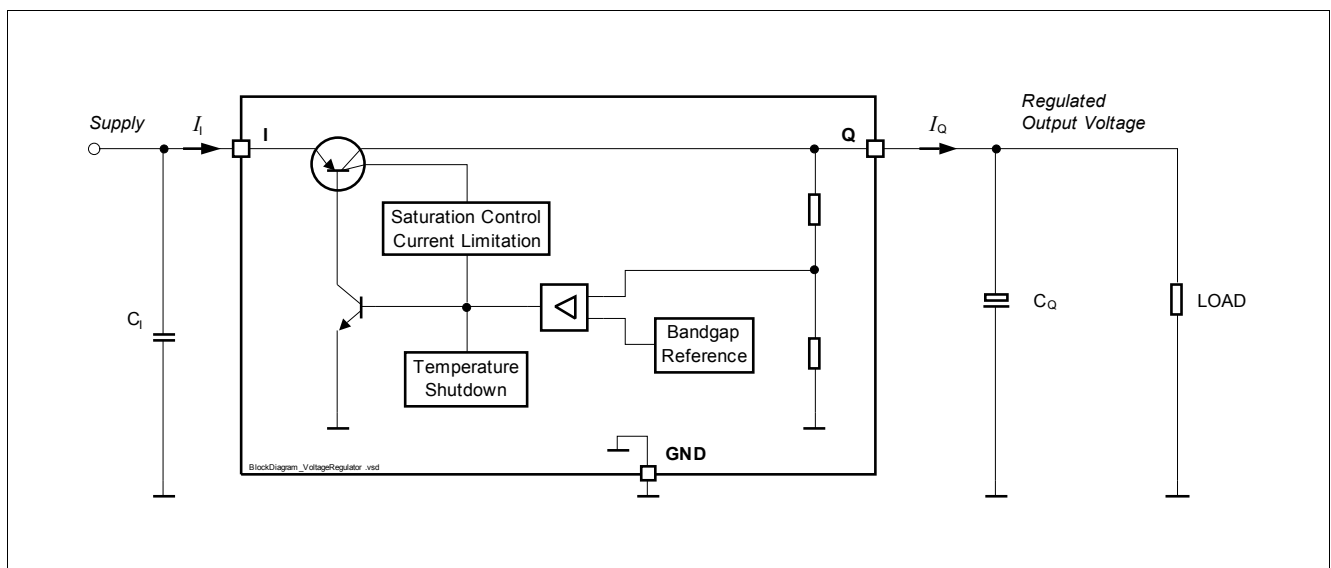 Supply
I_I
I
Q
I_Q
Regulated
Output Voltage
Saturation Control
Current Limitation
C_I
C_Q
LOAD
Bandgap
Reference
Temperature
Shutdown
GND
BlockDiagram_VoltageRegulator .vsd